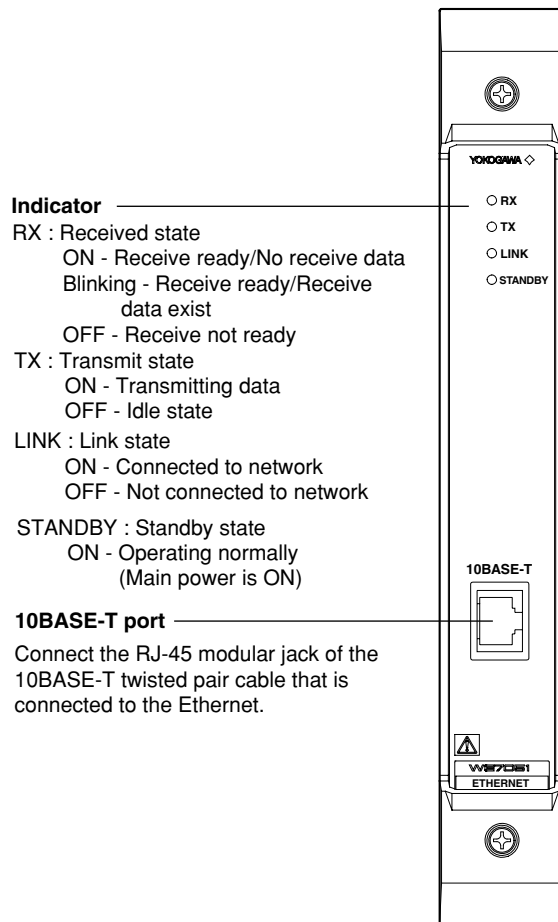 YOKOGAWA
RX
TX
LINK
STANDBY
Indicator
RX : Received state
ON - Receive ready/No receive data
Blinking - Receive ready/Receive
data exist
OFF - Receive not ready
TX : Transmit state
ON - Transmitting data
OFF - Idle state
LINK : Link state
ON - Connected to network
OFF - Not connected to network
STANDBY : Standby state
ON - Operating normally
(Main power is ON)
10BASE-T
10BASE-T port
Connect the RJ-45 modular jack of the
10BASE-T twisted pair cable that is
connected to the Ethernet.
WE7051
ETHERNET